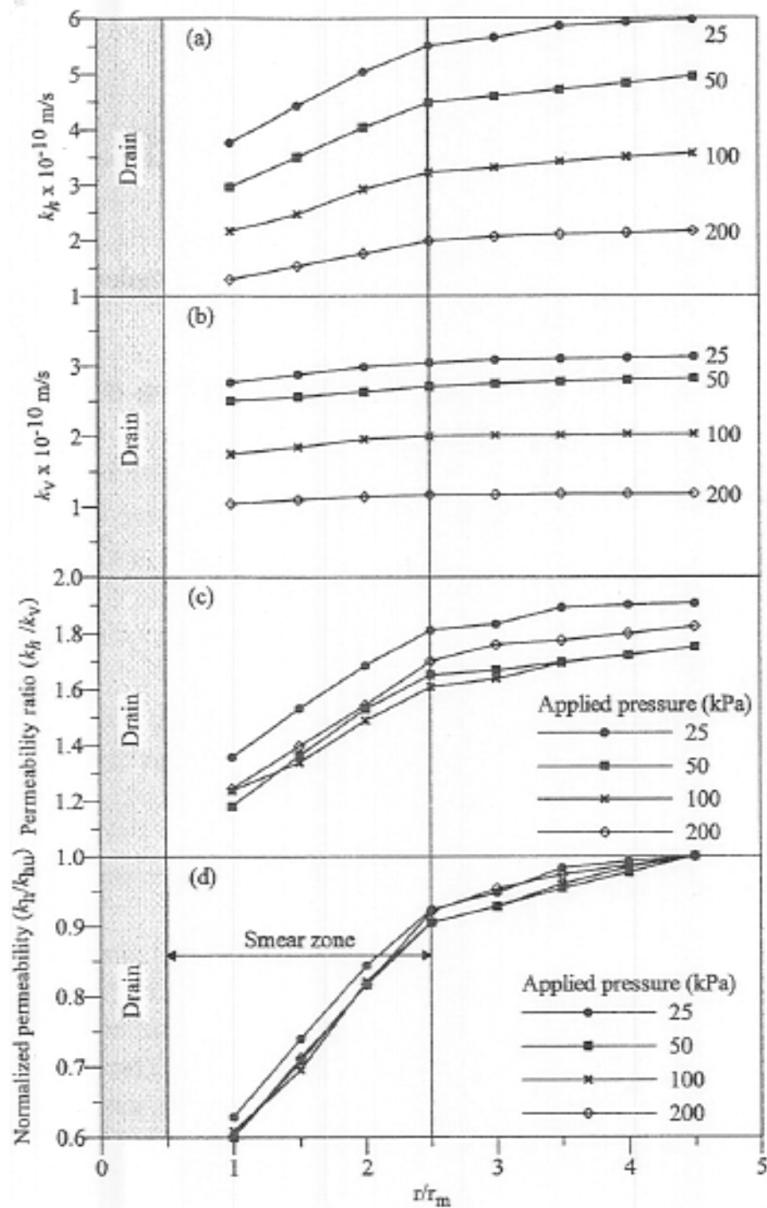 6
(a)
25
5
50
4
100
3
200
2
1
k_h x 10^-10 m/s
Drain
(b)
25
3
50
2
100
1
200
k_v x 10^-10 m/s
Drain
2.0
(c)
1.8
1.6
1.4
1.2
Permeability ratio (k_h /k_v)
Drain
Applied pressure (kPa)
25
50
100
200
1.0
(d)
0.9
0.8
0.7
0.6
Normalized permeability (k_h/k_hu)
Smear zone
Drain
Applied pressure (kPa)
25
50
100
200
0 1 2 3 4 5
r/r_m